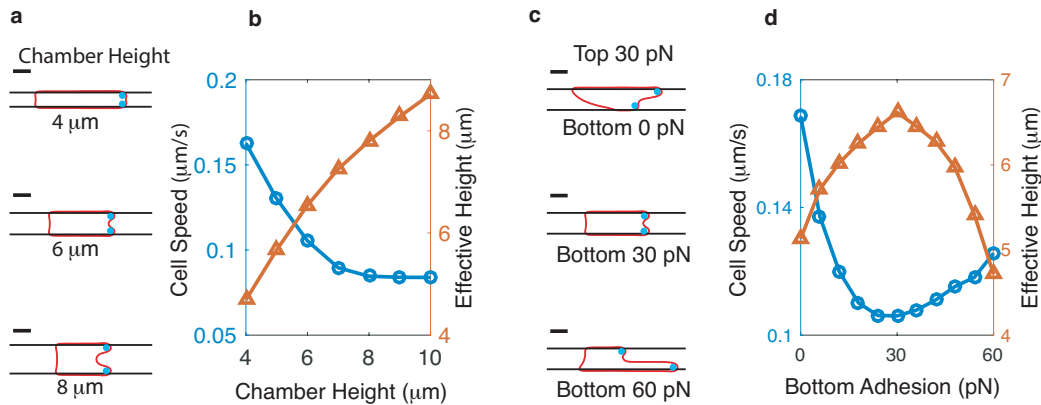 a
Chamber Height
4 μm
6 μm
8 μm
b
Cell Speed (μm/s)
0.2
0.15
0.1
0.05
8
6
4
Effective Height (μm)
4 6 8 10
Chamber Height (μm)
c
Top 30 pN
Bottom 0 pN
Bottom 30 pN
Bottom 60 pN
d
Cell Speed (μm/s)
0.18
0.14
0.1
7
6
5
4
Effective Height (μm)
0 30 60
Bottom Adhesion (pN)